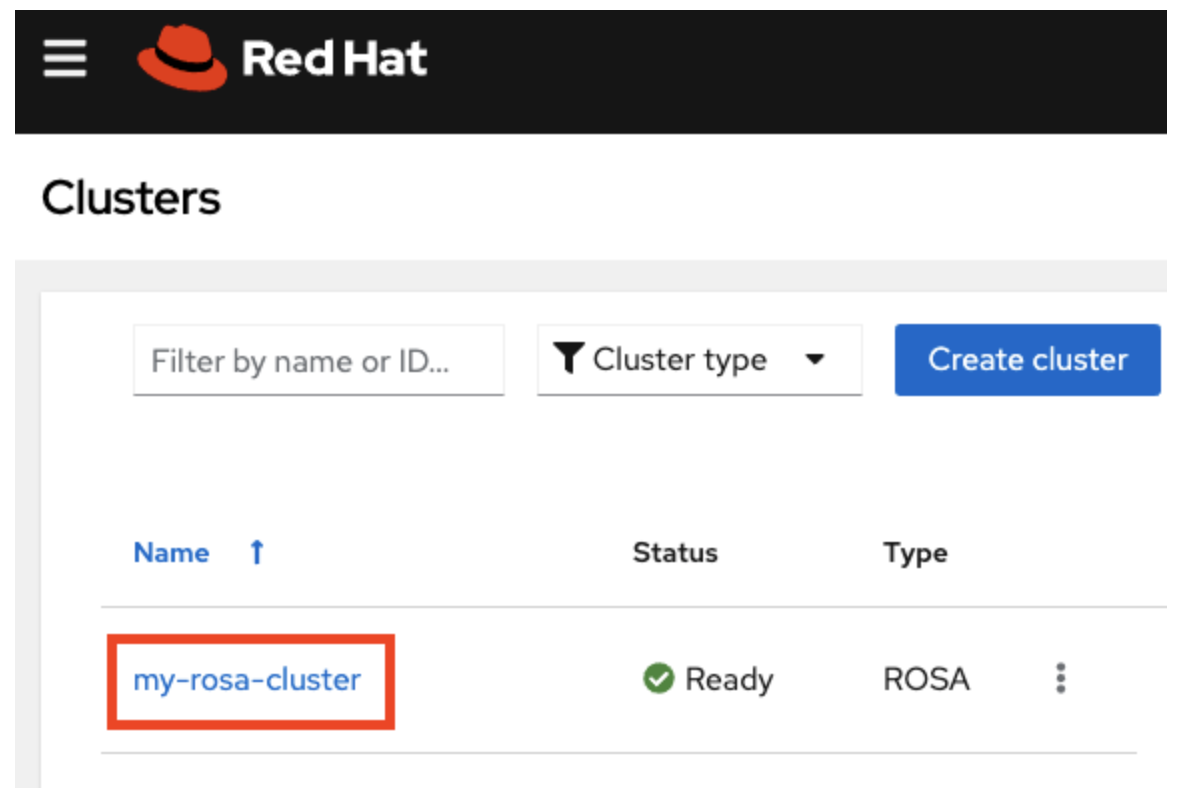 Red Hat
Clusters
Filter by name or ID... Cluster type Create cluster
Name Status Type
my-rosa-cluster Ready ROSA